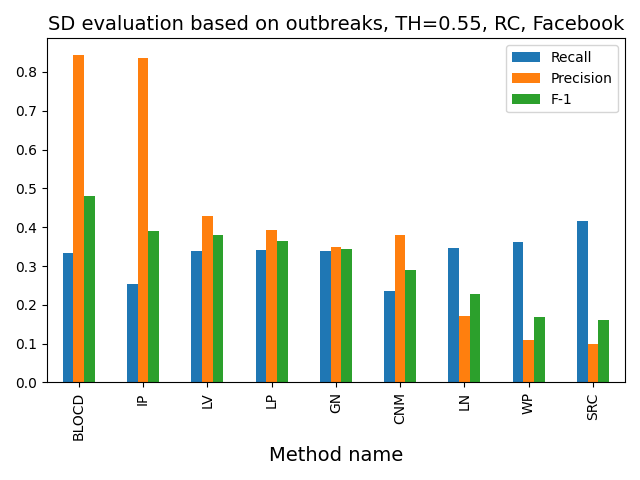 SD evaluation based on outbreaks, TH=0.55, RC, Facebook
Recall
Precision
F-1
0.8
0.7
0.6
0.5
0.4
0.3
0.2
0.1
0.0
BLOCD
IP
LV
LP
GN
CNM
LN
WP
SRC
Method name